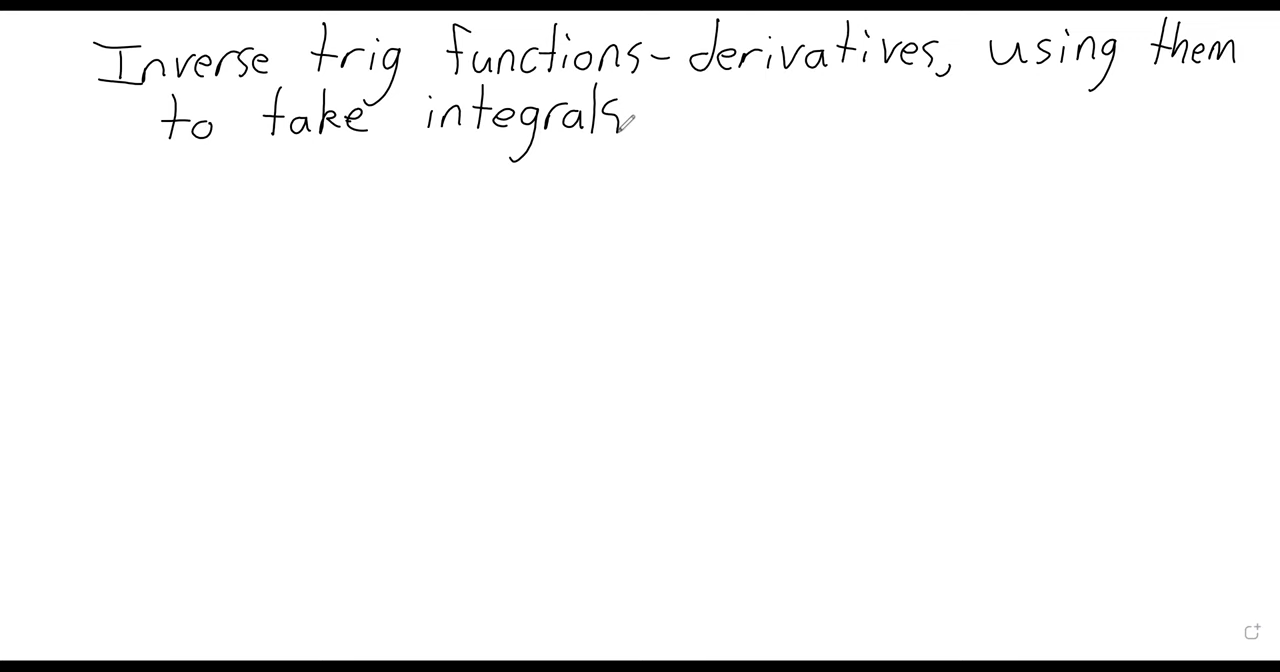 Inverse trig functions-derivatives, using them
to take integrals